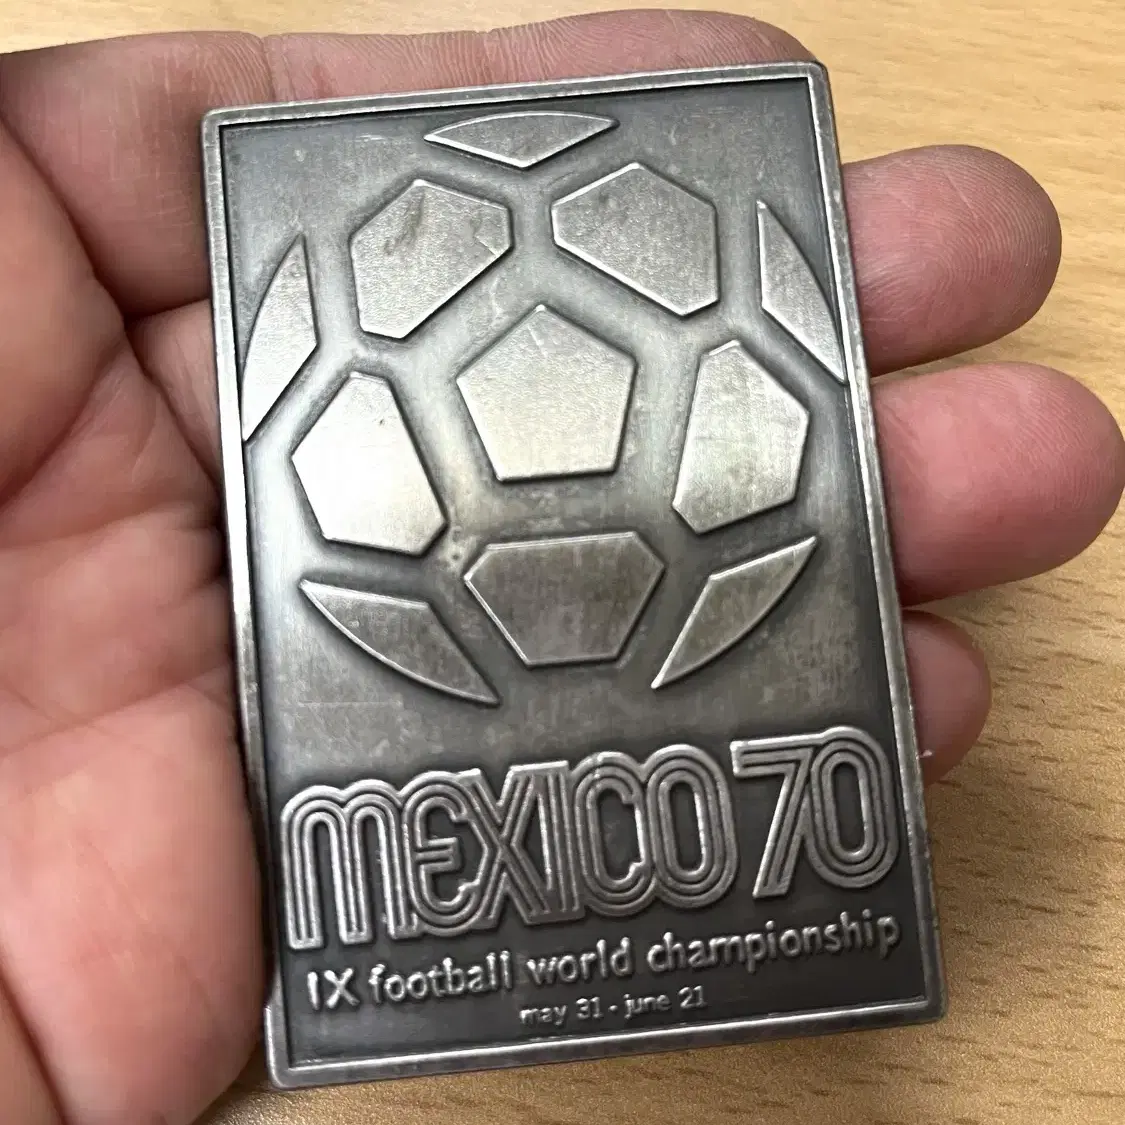 MEXICO 70
IX football world championship
may 31 - june 21